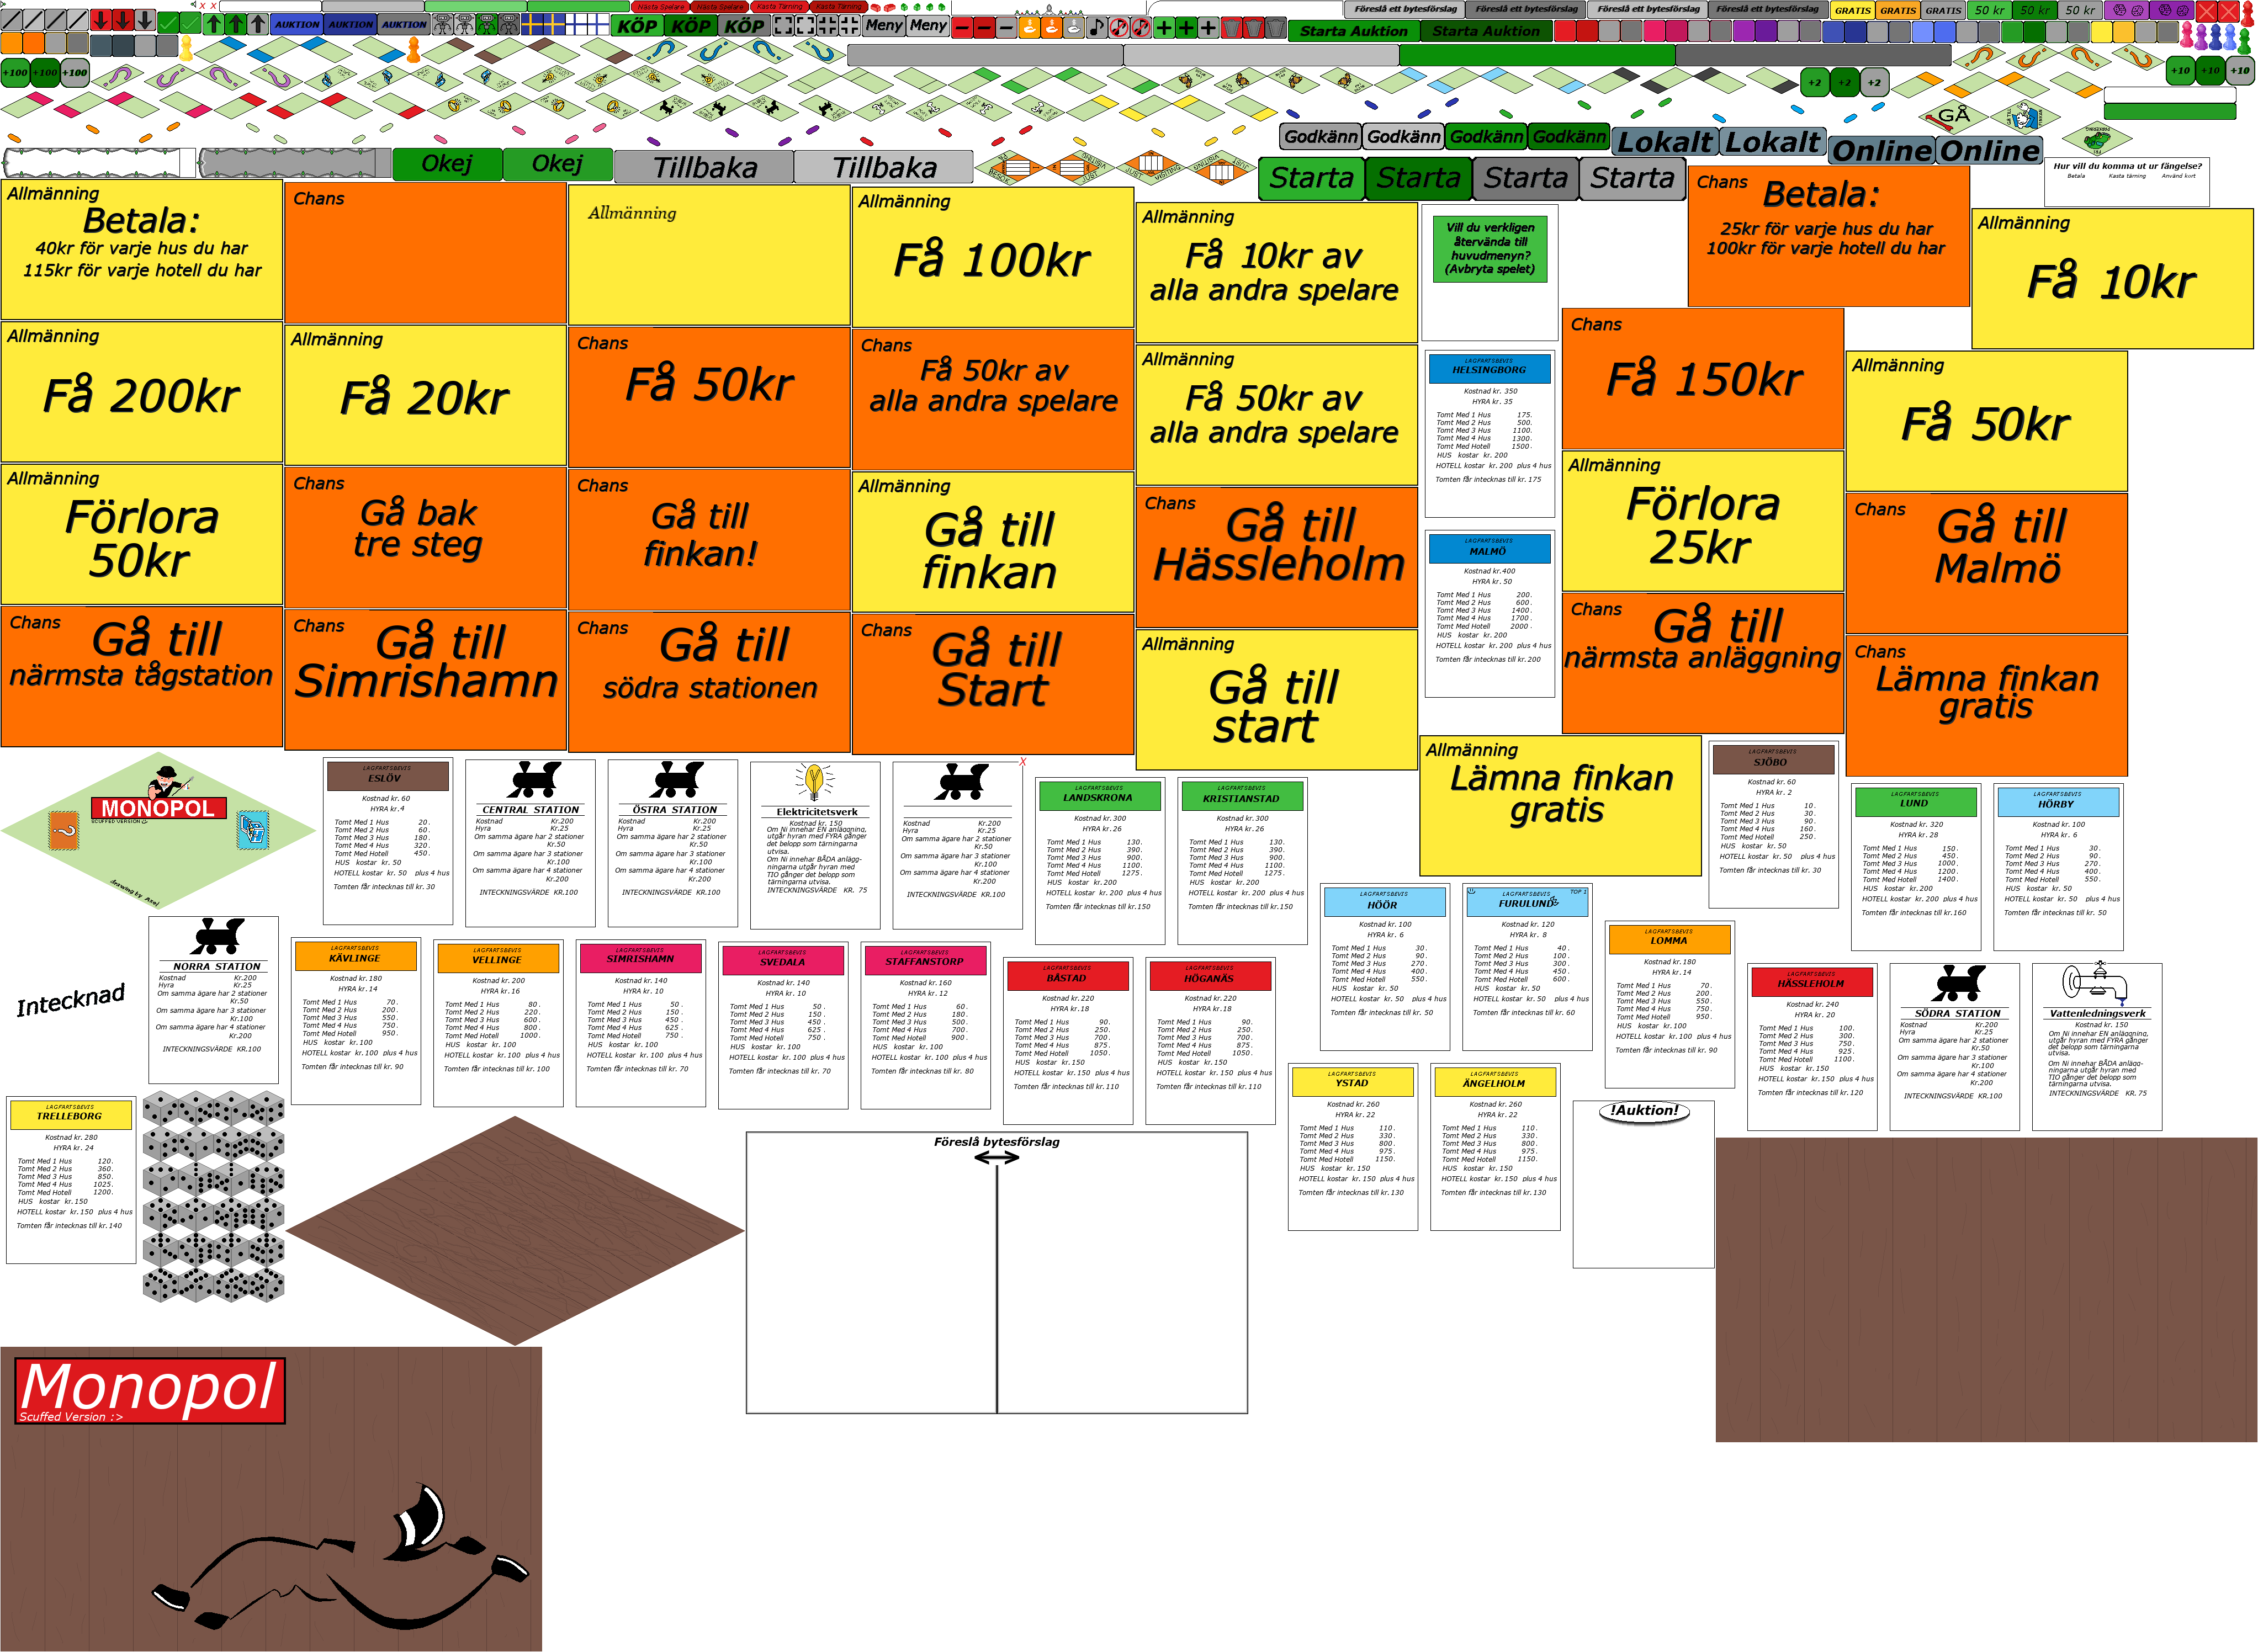 Nästa Spelare
Nästa Spelare
Kasta Tärning
Kasta Tärning
Föreslå ett bytesförslag
Föreslå ett bytesförslag
Föreslå ett bytesförslag
Föreslå ett bytesförslag
GRATIS
GRATIS
GRATIS
50 kr
50 kr
50 kr
AUKTION
AUKTION
AUKTION
KÖP
KÖP
KÖP
Meny
Meny
Starta Auktion
Starta Auktion
+100
+100
+100
+2
+2
+2
+10
+10
+10
GÅ
Godkänn
Godkänn
Godkänn
Godkänn
Lokalt
Lokalt
Online
Online
Okej
Okej
Tillbaka
Tillbaka
Starta
Starta
Starta
Starta
Hur vill du komma ut ur fängelse?
Betala
Kasta tärning
Använd kort
Allmänning
Betala:
40kr för varje hus du har
115kr för varje hotell du har
Chans
Allmänning
Allmänning
Få 100kr
Allmänning
Få 10kr av
alla andra spelare
Vill du verkligen
återvända till
huvudmenyn?
(Avbryta spelet)
Chans
Betala:
25kr för varje hus du har
100kr för varje hotell du har
Allmänning
Få 10kr
Allmänning
Få 200kr
Allmänning
Få 20kr
Chans
Få 50kr
Chans
Få 50kr av
alla andra spelare
Allmänning
Få 50kr av
alla andra spelare
LAGFARTSBEVIS
HELSINGBORG
Kostnad kr. 350
HYRA kr. 35
Tomt Med 1 Hus 175.
Tomt Med 2 Hus 500.
Tomt Med 3 Hus 1100.
Tomt Med 4 Hus 1300.
Tomt Med Hotell 1500.
HUS kostar kr. 200
HOTELL kostar kr. 200 plus 4 hus
Tomten får intecknas till kr. 175
Chans
Få 150kr
Allmänning
Få 50kr
Allmänning
Förlora
50kr
Chans
Gå bak
tre steg
Chans
Gå till
finkan!
Allmänning
Gå till
finkan
Chans
Gå till
Hässleholm
LAGFARTSBEVIS
MALMÖ
Kostnad kr.400
HYRA kr. 50
Tomt Med 1 Hus 200.
Tomt Med 2 Hus 600.
Tomt Med 3 Hus 1400.
Tomt Med 4 Hus 1700.
Tomt Med Hotell 2000.
HUS kostar kr. 200
HOTELL kostar kr. 200 plus 4 hus
Tomten får intecknas till kr.200
Allmänning
Förlora
25kr
Chans
Gå till
Malmö
Chans
Gå till
närmsta tågstation
Chans
Gå till
Simrishamn
Chans
Gå till
södra stationen
Chans
Gå till
Start
Allmänning
Gå till
start
Chans
Gå till
närmsta anläggning
Chans
Lämna finkan
gratis
MONOPOL
SCUFFED VERSION
drawing by Axel
LAGFARTSBEVIS
ESLÖV
Kostnad kr. 60
HYRA kr.4
Tomt Med 1 Hus 20.
Tomt Med 2 Hus 60.
Tomt Med 3 Hus 180.
Tomt Med 4 Hus 320.
Tomt Med Hotell 450.
HUS kostar kr. 50
HOTELL kostar kr. 50 plus 4 hus
Tomten får intecknas till kr. 30
CENTRAL STATION
Kostnad Kr.200
Hyra Kr.25
Om samma ägare har 2 stationer
Kr.50
Om samma ägare har 3 stationer
Kr.100
Om samma ägare har 4 stationer
Kr.200
INTECKNINGSVÄRDE KR.100
ÖSTRA STATION
Kostnad Kr.200
Hyra Kr.25
Om samma ägare har 2 stationer
Kr.50
Om samma ägare har 3 stationer
Kr.100
Om samma ägare har 4 stationer
Kr.200
INTECKNINGSVÄRDE KR.100
Elektricitetsverk
Kostnad kr. 150
Om Ni innehar EN anläggning,
utgår hyran med FYRA gånger
det belopp som tärningarna
utvisa.
Om Ni innehar BÅDA anlägg-
ningarna utgår hyran med
TIO gånger det belopp som
tärningarna utvisa.
INTECKNINGSVÄRDE KR. 75
X
Kostnad Kr.200
Hyra Kr.25
Om samma ägare har 2 stationer
Kr.50
Om samma ägare har 3 stationer
Kr.100
Om samma ägare har 4 stationer
Kr.200
INTECKNINGSVÄRDE KR.100
LAGFARTSBEVIS
LANDSKRONA
Kostnad kr.300
HYRA kr. 26
Tomt Med 1 Hus 130.
Tomt Med 2 Hus 390.
Tomt Med 3 Hus 900.
Tomt Med 4 Hus 1100.
Tomt Med Hotell 1275.
HUS kostar kr.200
HOTELL kostar kr. 200 plus 4 hus
Tomten får intecknas till kr.150
LAGFARTSBEVIS
KRISTIANSTAD
Kostnad kr.300
HYRA kr. 26
Tomt Med 1 Hus 130.
Tomt Med 2 Hus 390.
Tomt Med 3 Hus 900.
Tomt Med 4 Hus 1100.
Tomt Med Hotell 1275.
HUS kostar kr.200
HOTELL kostar kr. 200 plus 4 hus
Tomten får intecknas till kr.150
Allmänning
Lämna finkan
gratis
LAGFARTSBEVIS
SJÖBO
Kostnad kr. 60
HYRA kr. 2
Tomt Med 1 Hus 10.
Tomt Med 2 Hus 30.
Tomt Med 3 Hus 90.
Tomt Med 4 Hus 160.
Tomt Med Hotell 250.
HUS kostar kr. 50
HOTELL kostar kr. 50 plus 4 hus
Tomten får intecknas till kr. 30
LAGFARTSBEVIS
LUND
Kostnad kr. 320
HYRA kr. 28
Tomt Med 1 Hus 150.
Tomt Med 2 Hus 450.
Tomt Med 3 Hus 1000.
Tomt Med 4 Hus 1200.
Tomt Med Hotell 1400.
HUS kostar kr.200
HOTELL kostar kr. 200 plus 4 hus
Tomten får intecknas till kr.160
LAGFARTSBEVIS
HÖRBY
Kostnad kr. 100
HYRA kr. 6
Tomt Med 1 Hus 30.
Tomt Med 2 Hus 90.
Tomt Med 3 Hus 270.
Tomt Med 4 Hus 400.
Tomt Med Hotell 550.
HUS kostar kr. 50
HOTELL kostar kr. 50 plus 4 hus
Tomten får intecknas till kr. 50
LAGFARTSBEVIS
HÖÖR
Kostnad kr.100
HYRA kr. 6
Tomt Med 1 Hus 30.
Tomt Med 2 Hus 90.
Tomt Med 3 Hus 270.
Tomt Med 4 Hus 400.
Tomt Med Hotell 550.
HUS kostar kr.50
HOTELL kostar kr. 50 plus 4 hus
Tomten får intecknas till kr. 50
LAGFARTSBEVIS
TOP 1
FURULUND
Kostnad kr. 120
HYRA kr. 8
Tomt Med 1 Hus 40.
Tomt Med 2 Hus 100.
Tomt Med 3 Hus 300.
Tomt Med 4 Hus 450.
Tomt Med Hotell 600.
HUS kostar kr.50
HOTELL kostar kr. 50 plus 4 hus
Tomten får intecknas till kr. 60
NORRA STATION
Kostnad Kr.200
Hyra Kr.25
Om samma ägare har 2 stationer
Kr.50
Om samma ägare har 3 stationer
Kr.100
Om samma ägare har 4 stationer
Kr.200
INTECKNINGSVÄRDE KR.100
Intecknad
LAGFARTSBEVIS
KÄVLINGE
Kostnad kr.180
HYRA kr.14
Tomt Med 1 Hus 70.
Tomt Med 2 Hus 200.
Tomt Med 3 Hus 550.
Tomt Med 4 Hus 750.
Tomt Med Hotell 950.
HUS kostar kr.100
HOTELL kostar kr.100 plus 4 hus
Tomten får intecknas till kr. 90
LAGFARTSBEVIS
VELLINGE
Kostnad kr. 200
HYRA kr. 16
Tomt Med 1 Hus 80.
Tomt Med 2 Hus 220.
Tomt Med 3 Hus 600.
Tomt Med 4 Hus 800.
Tomt Med Hotell 1000.
HUS kostar kr. 100
HOTELL kostar kr. 100 plus 4 hus
Tomten får intecknas till kr. 100
LAGFARTSBEVIS
SIMRISHAMN
Kostnad kr.140
HYRA kr. 10
Tomt Med 1 Hus 50.
Tomt Med 2 Hus 150.
Tomt Med 3 Hus 450.
Tomt Med 4 Hus 625.
Tomt Med Hotell 750.
HUS kostar kr. 100
HOTELL kostar kr. 100 plus 4 hus
Tomten får intecknas till kr. 70
LAGFARTSBEVIS
SVEDALA
Kostnad kr. 140
HYRA kr. 10
Tomt Med 1 Hus 50.
Tomt Med 2 Hus 150.
Tomt Med 3 Hus 450.
Tomt Med 4 Hus 625.
Tomt Med Hotell 750.
HUS kostar kr. 100
HOTELL kostar kr. 100 plus 4 hus
Tomten får intecknas till kr. 70
LAGFARTSBEVIS
STAFFANSTORP
Kostnad kr. 160
HYRA kr. 12
Tomt Med 1 Hus 60.
Tomt Med 2 Hus 180.
Tomt Med 3 Hus 500.
Tomt Med 4 Hus 700.
Tomt Med Hotell 900.
HUS kostar kr. 100
HOTELL kostar kr. 100 plus 4 hus
Tomten får intecknas till kr. 80
LAGFARTSBEVIS
BÅSTAD
Kostnad kr.220
HYRA kr.18
Tomt Med 1 Hus 90.
Tomt Med 2 Hus 250.
Tomt Med 3 Hus 700.
Tomt Med 4 Hus 875.
Tomt Med Hotell 1050.
HUS kostar kr.150
HOTELL kostar kr.150 plus 4 hus
Tomten får intecknas till kr.110
LAGFARTSBEVIS
HÖGANÄS
Kostnad kr.220
HYRA kr. 18
Tomt Med 1 Hus 90.
Tomt Med 2 Hus 250.
Tomt Med 3 Hus 700.
Tomt Med 4 Hus 875.
Tomt Med Hotell 1050.
HUS kostar kr.150
HOTELL kostar kr.150 plus 4 hus
Tomten får intecknas till kr.110
LAGFARTSBEVIS
LOMMA
Kostnad kr.180
HYRA kr.14
Tomt Med 1 Hus 70.
Tomt Med 2 Hus 200.
Tomt Med 3 Hus 550.
Tomt Med 4 Hus 750.
Tomt Med Hotell 950.
HUS kostar kr.100
HOTELL kostar kr.100 plus 4 hus
Tomten får intecknas till kr. 90
LAGFARTSBEVIS
HÄSSLEHOLM
Kostnad kr. 240
HYRA kr. 20
Tomt Med 1 Hus 100.
Tomt Med 2 Hus 300.
Tomt Med 3 Hus 750.
Tomt Med 4 Hus 925.
Tomt Med Hotell 1100.
HUS kostar kr.150
HOTELL kostar kr.150 plus 4 hus
Tomten får intecknas till kr.120
SÖDRA STATION
Kostnad Kr.200
Hyra Kr.25
Om samma ägare har 2 stationer
Kr.50
Om samma ägare har 3 stationer
Kr.100
Om samma ägare har 4 stationer
Kr.200
INTECKNINGSVÄRDE KR.100
Vattenledningsverk
Kostnad kr. 150
Om Ni innehar EN anläggning,
utgår hyran med FYRA gånger
det belopp som tärningarna
utvisa.
Om Ni innehar BÅDA anlägg-
ningarna utgår hyran med
TIO gånger det belopp som
tärningarna utvisa.
INTECKNINGSVÄRDE KR. 75
LAGFARTSBEVIS
TRELLEBORG
Kostnad kr. 280
HYRA kr. 24
Tomt Med 1 Hus 120.
Tomt Med 2 Hus 360.
Tomt Med 3 Hus 850.
Tomt Med 4 Hus 1025.
Tomt Med Hotell 1200.
HUS kostar kr.150
HOTELL kostar kr.150 plus 4 hus
Tomten får intecknas till kr.140
Föreslå bytesförslag
LAGFARTSBEVIS
YSTAD
Kostnad kr. 260
HYRA kr. 22
Tomt Med 1 Hus 110.
Tomt Med 2 Hus 330.
Tomt Med 3 Hus 800.
Tomt Med 4 Hus 975.
Tomt Med Hotell 1150.
HUS kostar kr.150
HOTELL kostar kr.150 plus 4 hus
Tomten får intecknas till kr.130
LAGFARTSBEVIS
ÄNGELHOLM
Kostnad kr. 260
HYRA kr. 22
Tomt Med 1 Hus 110.
Tomt Med 2 Hus 330.
Tomt Med 3 Hus 800.
Tomt Med 4 Hus 975.
Tomt Med Hotell 1150.
HUS kostar kr.150
HOTELL kostar kr.150 plus 4 hus
Tomten får intecknas till kr.130
!Auktion!
Monopol
Scuffed Version :>